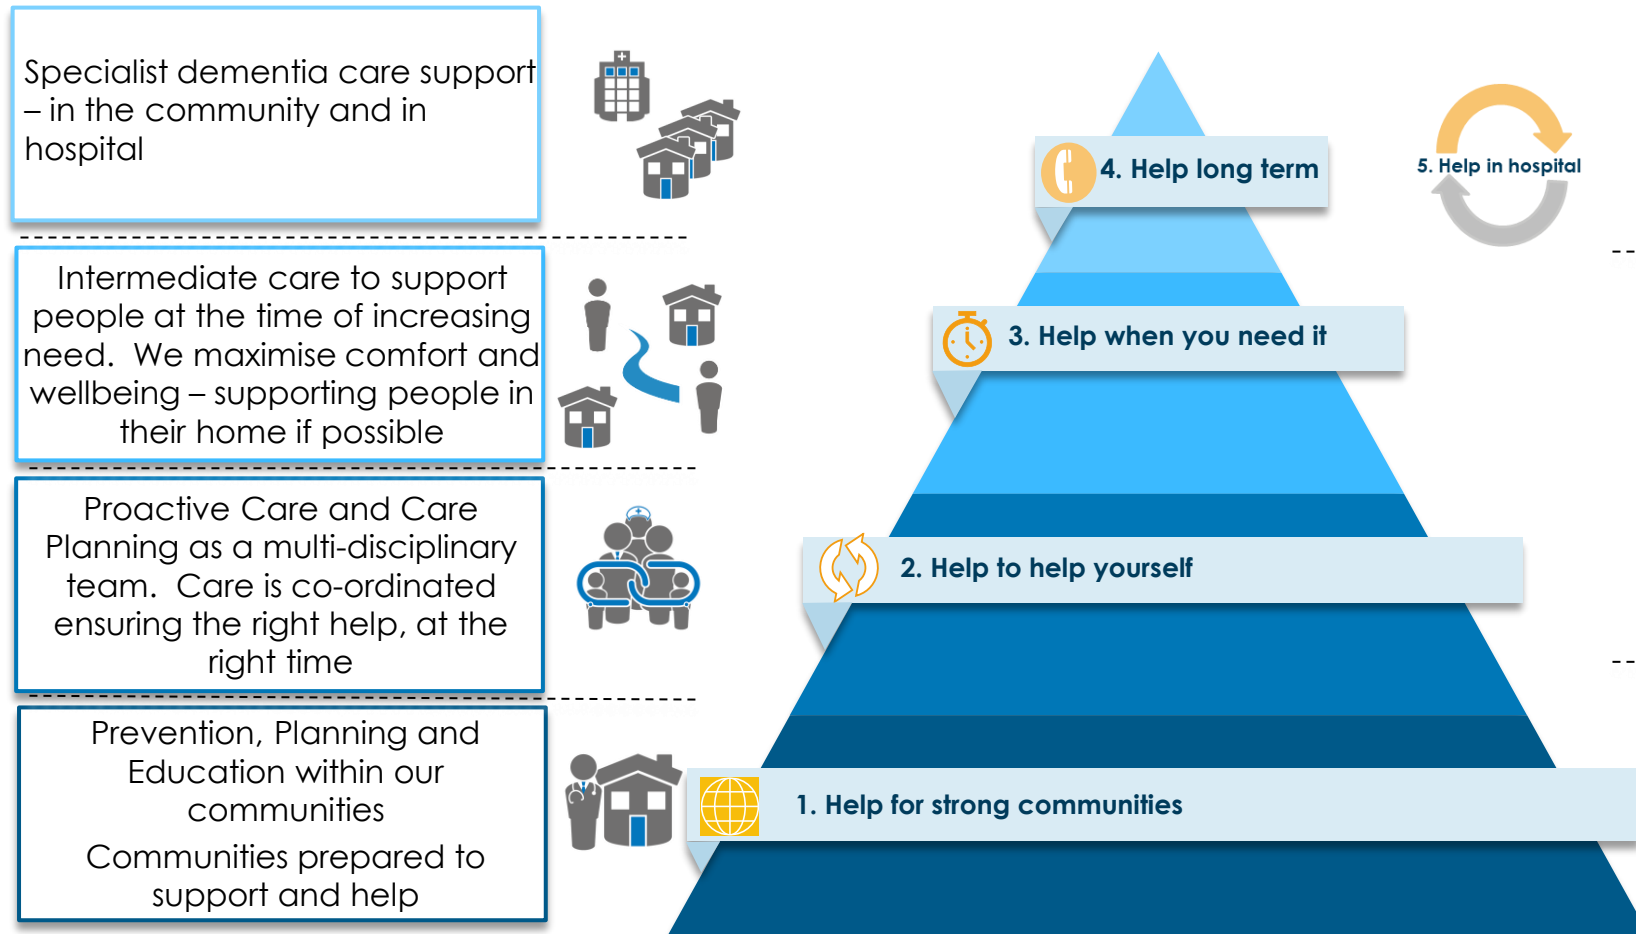 Specialist dementia care support
– in the community and in
hospital
Intermediate care to support
people at the time of increasing
need.  We maximise comfort and
wellbeing – supporting people in
their home if possible
Proactive Care and Care
Planning as a multi-disciplinary
team.  Care is co-ordinated
ensuring the right help, at the
right time
Prevention, Planning and
Education within our
communities
Communities prepared to
support and help
4. Help long term
5. Help in hospital
3. Help when you need it
2. Help to help yourself
1. Help for strong communities